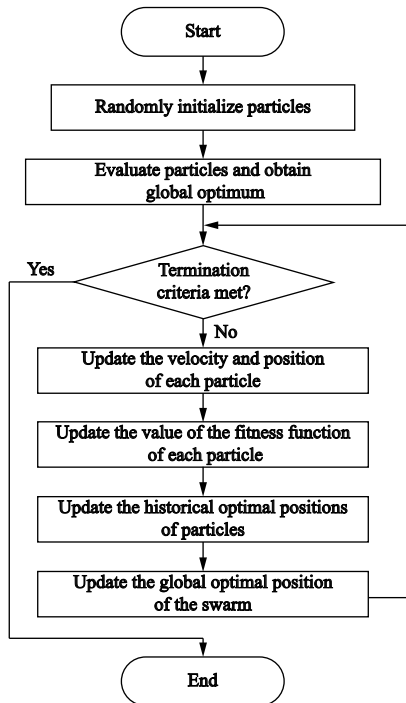 Start
Randomly initialize particles
Evaluate particles and obtain
global optimum
Yes
Termination
criteria met?
No
Update the velocity and position
of each particle
Update the value of the fitness function
of each particle
Update the historical optimal positions
of particles
Update the global optimal position
of the swarm
End